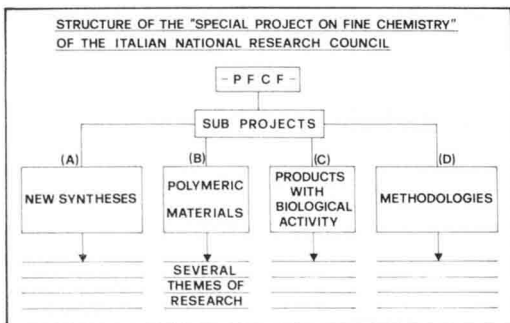 STRUCTURE OF THE "SPECIAL PROJECT ON FINE CHEMISTRY"
OF THE ITALIAN NATIONAL RESEARCH COUNCIL
- PFCF -
SUB PROJECTS
(A)
(B)
(C)
(D)
NEW SYNTHESES
POLYMERIC
MATERIALS
PRODUCTS
WITH
BIOLOGICAL
ACTIVITY
METHODOLOGIES
SEVERAL
THEMES OF
RESEARCH